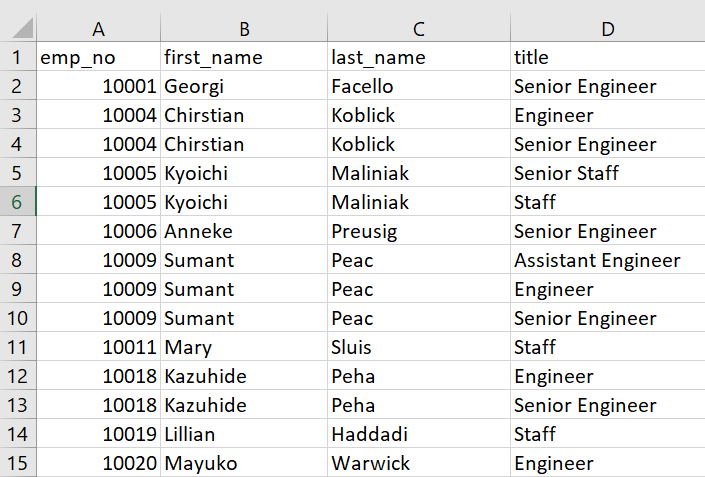 A B C D
1 emp_no first_name last_name title
2 10001 Georgi Facello Senior Engineer
3 10004 Chirstian Koblick Engineer
4 10004 Chirstian Koblick Senior Engineer
5 10005 Kyoichi Maliniak Senior Staff
6 10005 Kyoichi Maliniak Staff
7 10006 Anneke Preusig Senior Engineer
8 10009 Sumant Peac Assistant Engineer
9 10009 Sumant Peac Engineer
10 10009 Sumant Peac Senior Engineer
11 10011 Mary Sluis Staff
12 10018 Kazuhide Peha Engineer
13 10018 Kazuhide Peha Senior Engineer
14 10019 Lillian Haddadi Staff
15 10020 Mayuko Warwick Engineer